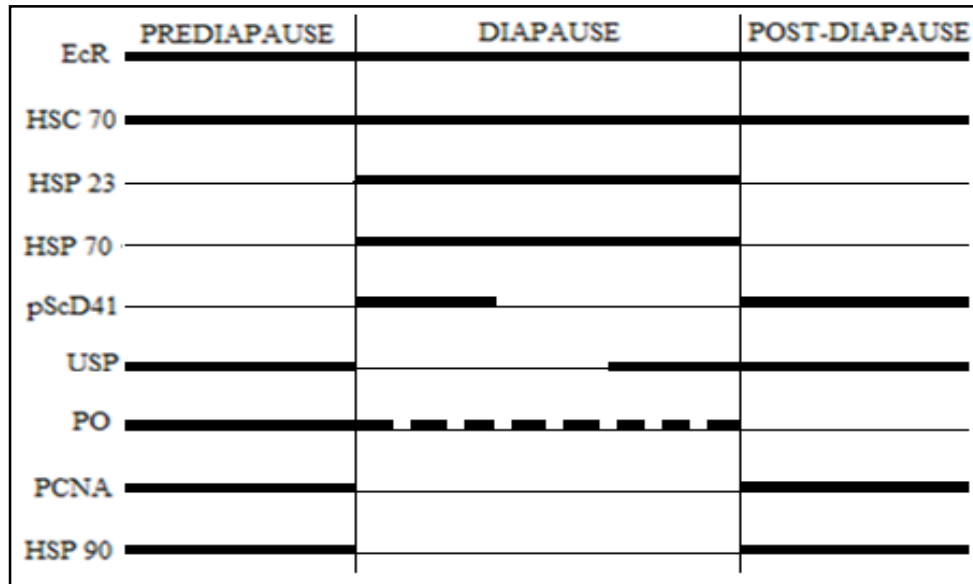 PREDIAPAUSE DIAPAUSE POST-DIAPAUSE
EcR
HSC 70
HSP 23
HSP 70
pScD41
USP
PO
PCNA
HSP 90